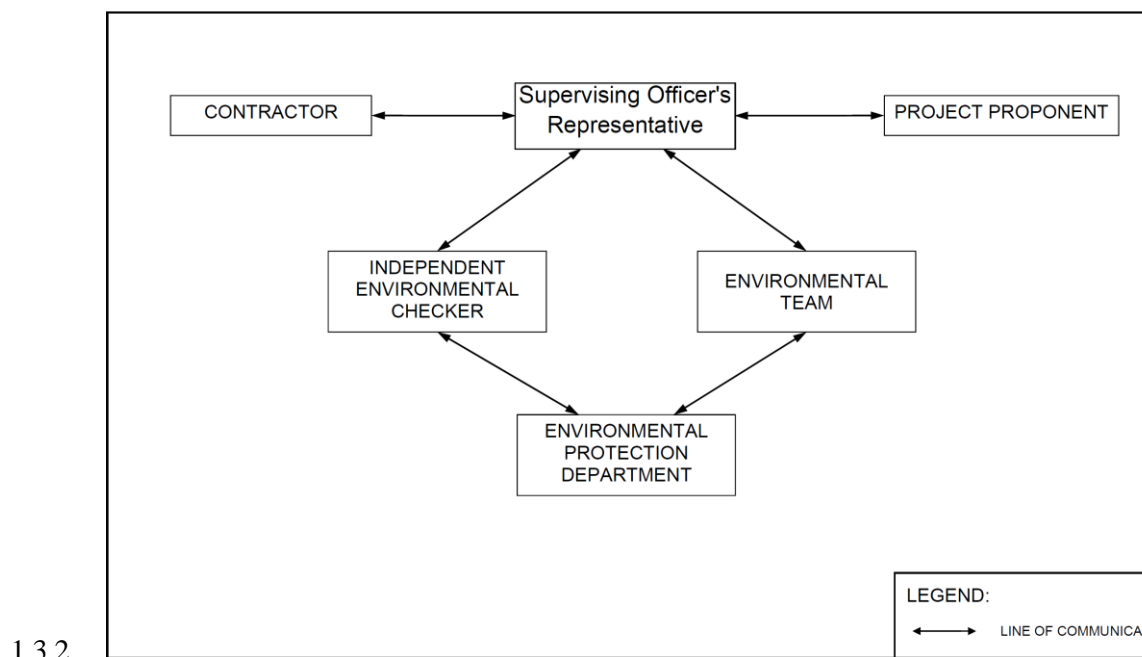 Supervising Officer's
Representative
CONTRACTOR
PROJECT PROPONENT
INDEPENDENT
ENVIRONMENTAL
CHECKER
ENVIRONMENTAL
TEAM
ENVIRONMENTAL
PROTECTION
DEPARTMENT
LEGEND:
LINE OF COMMUNICA
1.3.2